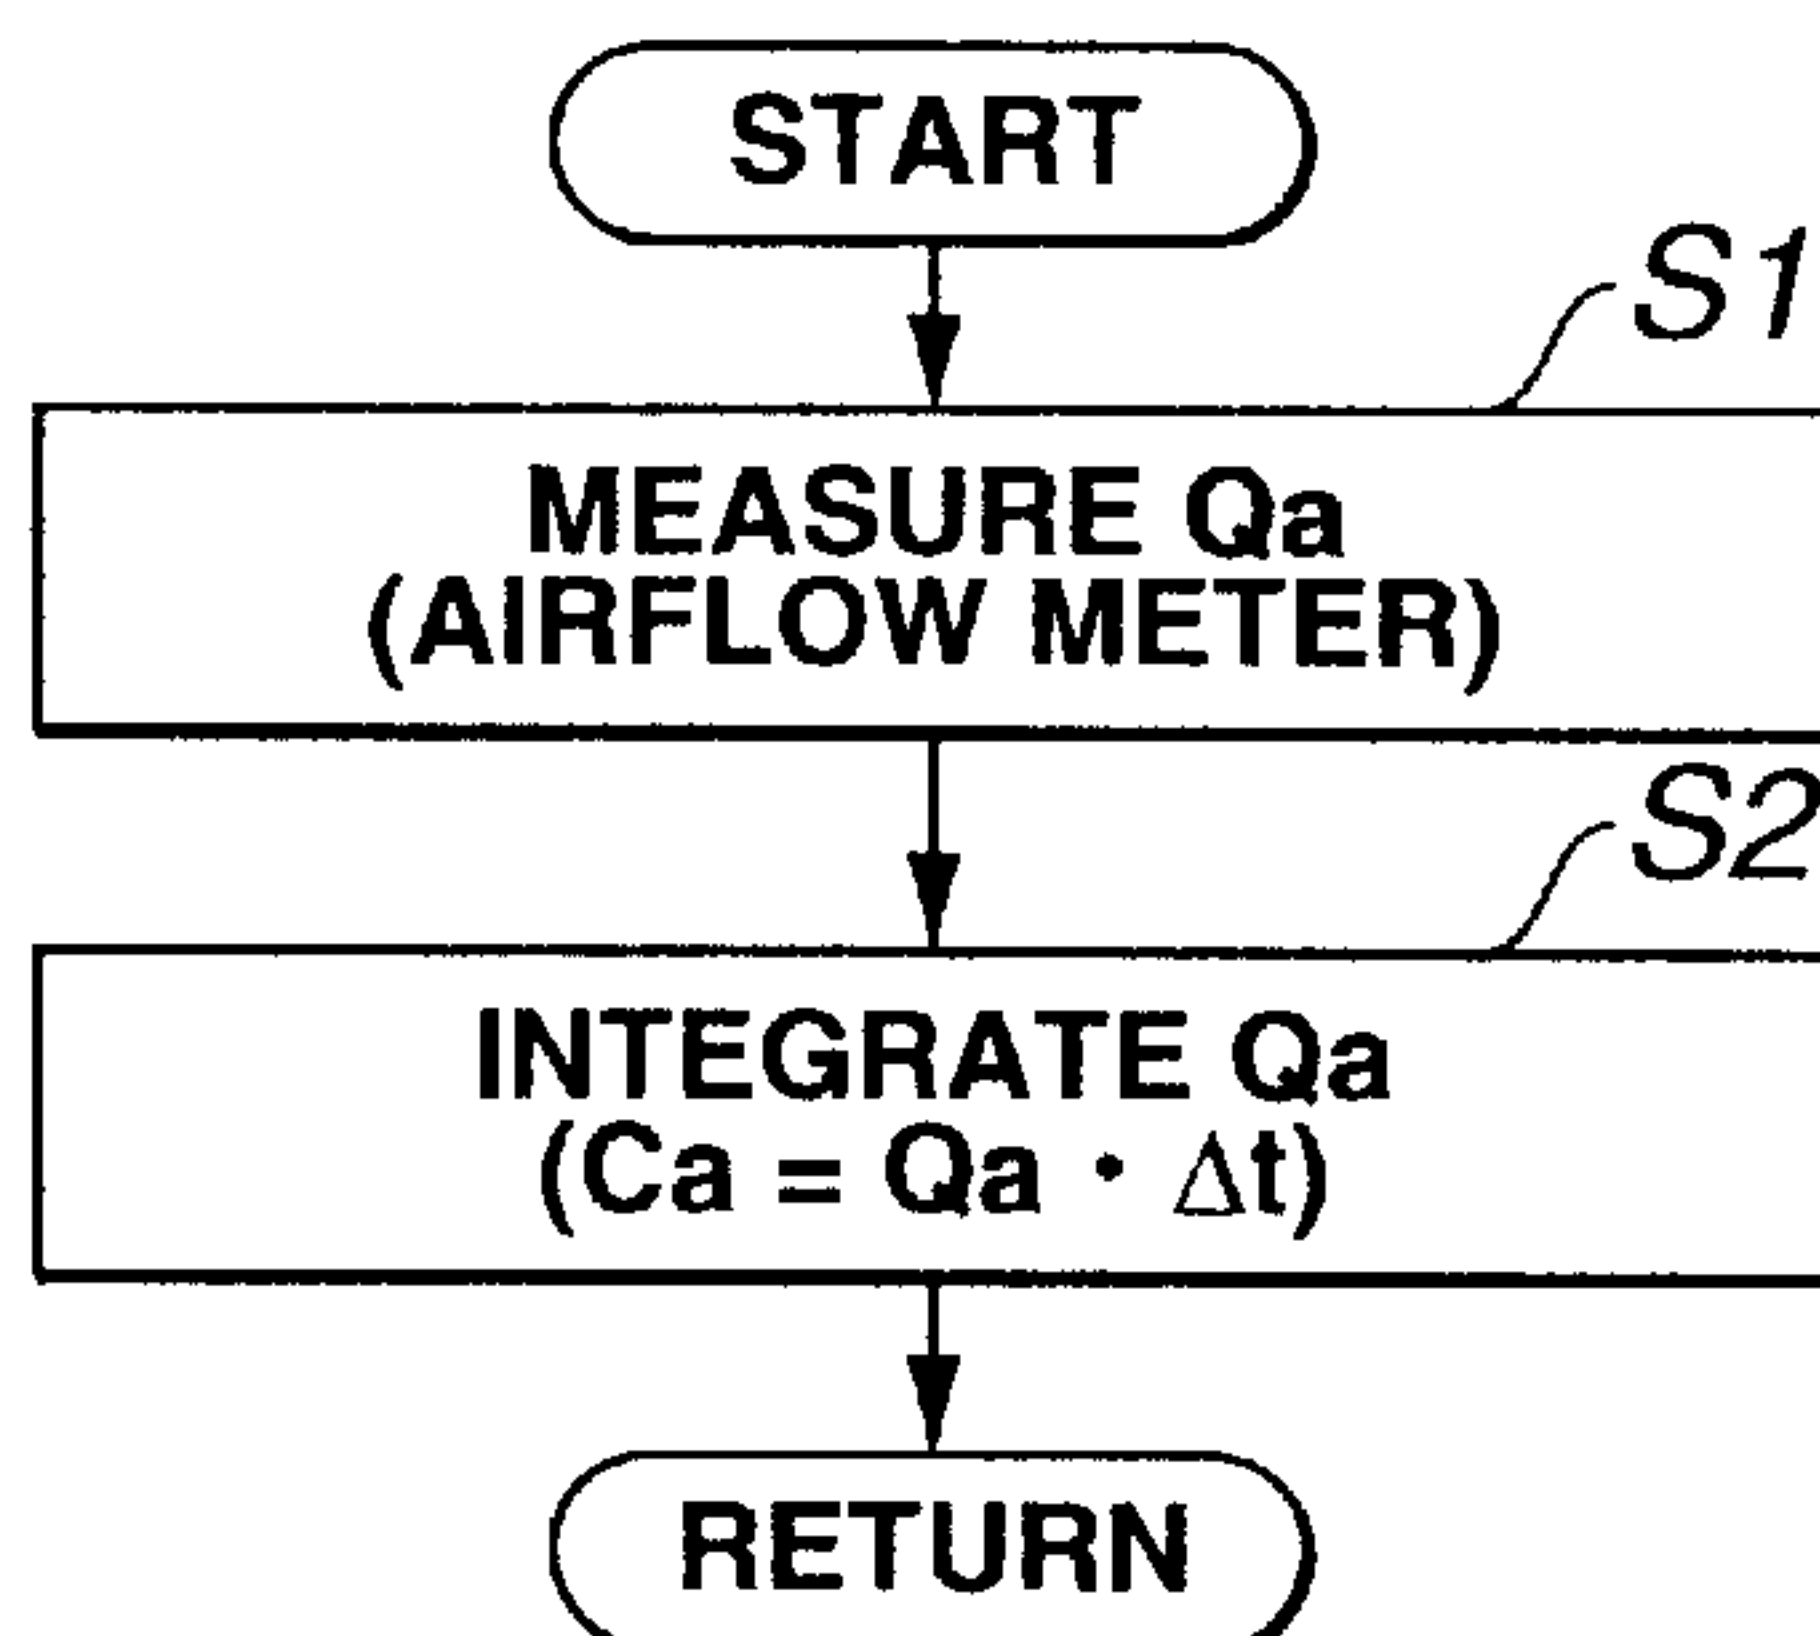 START
S1
MEASURE Qa
(AIRFLOW METER)
S2
INTEGRATE Qa
(Ca = Qa · Δt)
RETURN